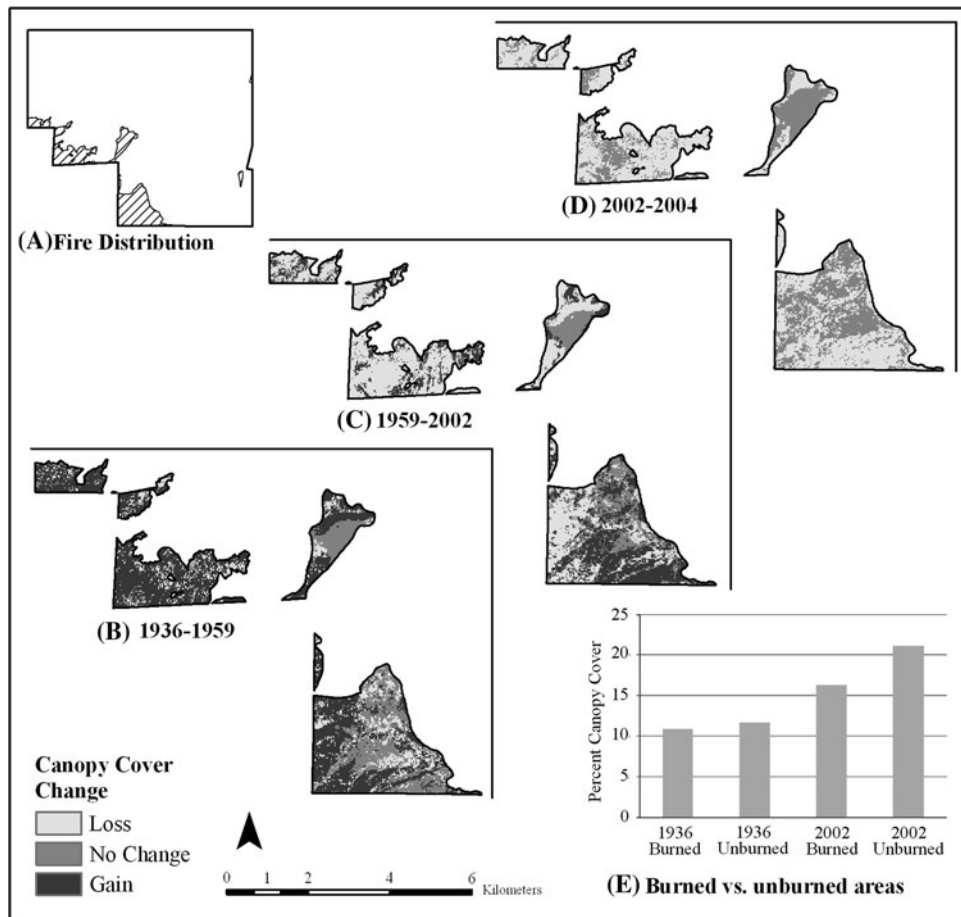 (A) Fire Distribution
(D) 2002-2004
(C) 1959-2002
(B) 1936-1959
Canopy Cover
Change
Loss
No Change
Gain
0 1 2 4 6
Kilometers
25
20
15
10
5
0
Percent Canopy Cover
1936
Burned
1936
Unburned
2002
Burned
2002
Unburned
(E) Burned vs. unburned areas